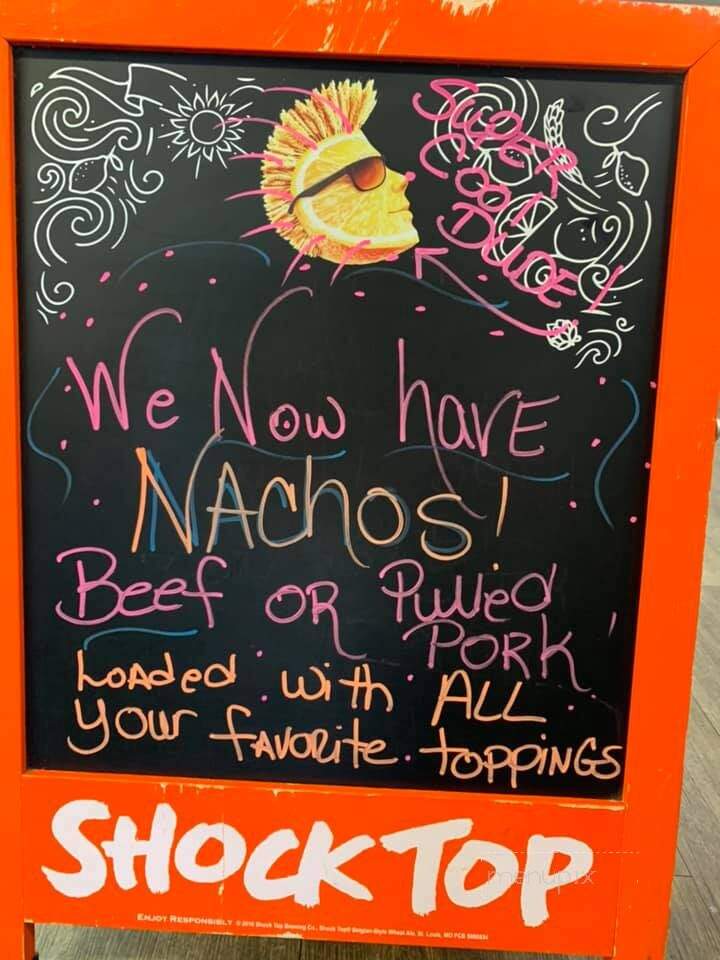 Super
Cool
Dude!
We Now have
NAChos!
Beef OR Pulled
PORK
LOADed with ALL
your fAVORite toppiNGS
SHOCK TOP
menupix
ENJOY RESPONSIBLY